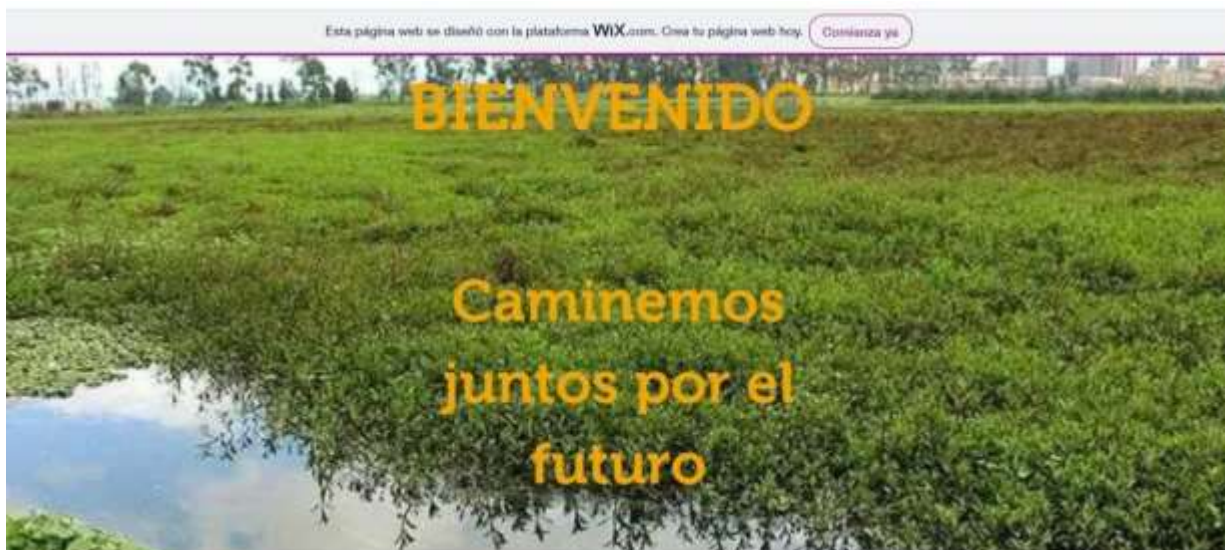 Esta página web se diseñó con la plataforma WiX.com. Crea tu página web hoy. Comienza ya
BIENVENIDO
Caminemos
juntos por el
futuro